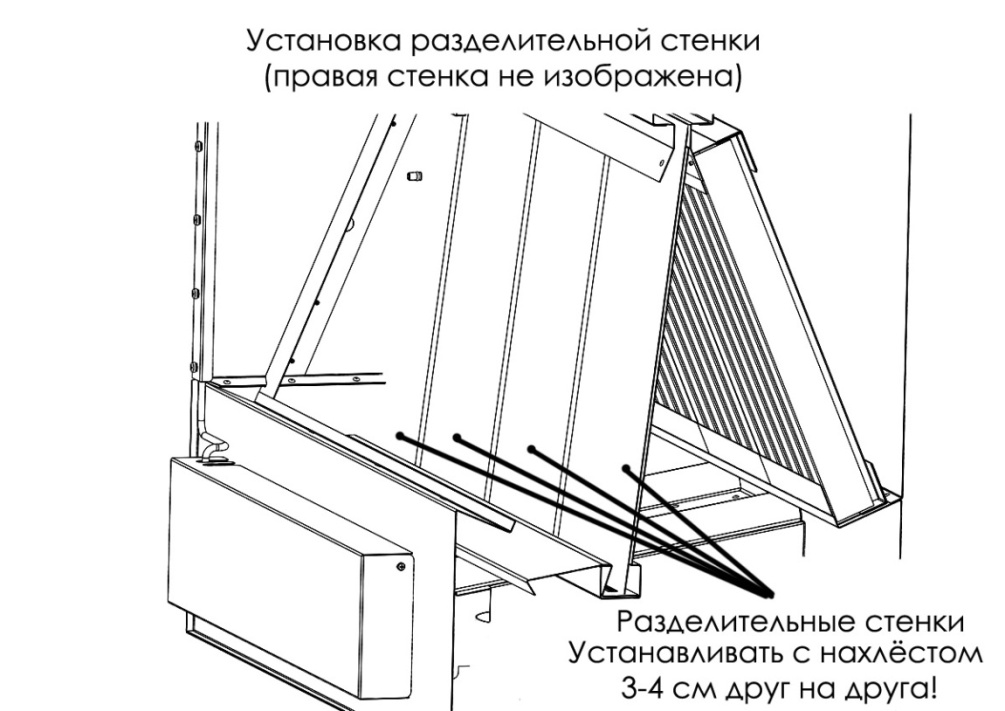 Установка разделительной стенки
(правая стенка не изображена)
Разделительные стенки
Устанавливать с нахлёстом
3-4 см друг на друга!